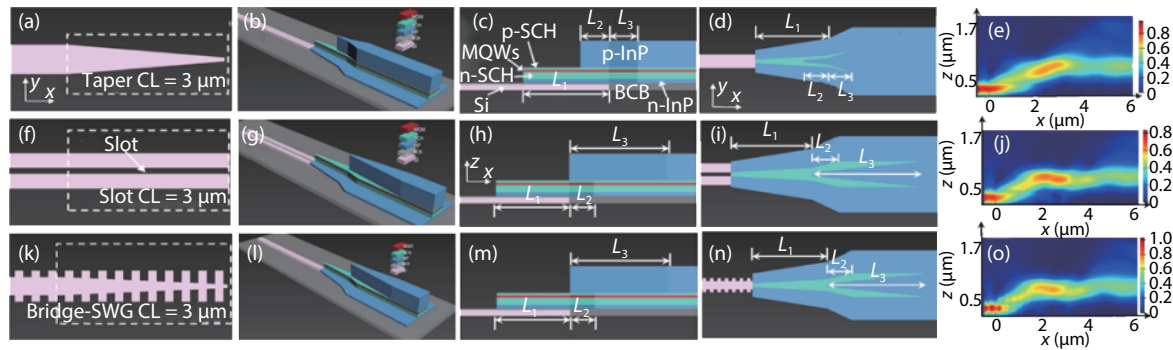 (a)
y
x
Taper CL = 3 μm
(b)
(c)
L2
L3
p-SCH
MQWs
p-InP
n-SCH
L1
Si
BCB
n-InP
(d)
L1
L2
L3
y
x
(e)
1.7
z (μm)
0.5
0 2 4 6
x (μm)
0.8
0.6
0.4
0.2
0
(f)
Slot
Slot CL = 3 μm
(g)
(h)
z
x
L3
L1
L2
(i)
L1
L2
L3
(j)
1.7
z (μm)
0.5
0 2 4 6
x (μm)
0.8
0.6
0.4
0.2
0
(k)
Bridge-SWG CL = 3 μm
(l)
(m)
L3
L1
L2
(n)
L1
L2
L3
(o)
1.7
z (μm)
0.5
0 2 4 6
x (μm)
1.0
0.8
0.6
0.4
0.2
0